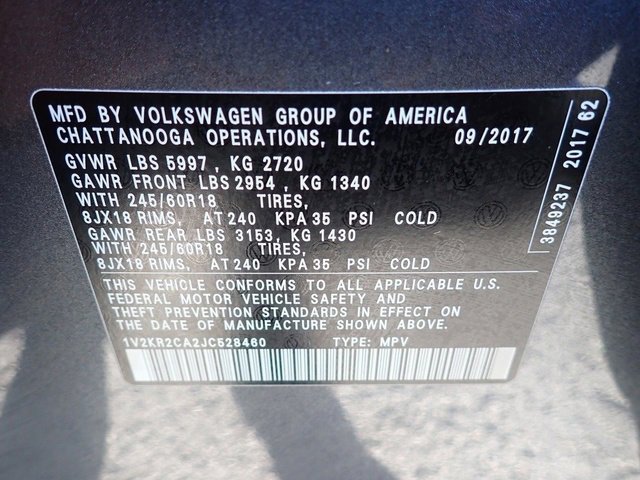 MFD BY VOLKSWAGEN GROUP OF AMERICA
CHATTANOOGA OPERATIONS, LLC. 09/2017
GVWR LBS 5997 , KG 2720
GAWR FRONT LBS 2954 , KG 1340
WITH 245/60R18 TIRES,
8JX18 RIMS, AT 240 KPA 35 PSI COLD
GAWR REAR LBS 3153, KG 1430
WITH 245/60R18 TIRES,
8JX18 RIMS, AT 240 KPA 35 PSI COLD
THIS VEHICLE CONFORMS TO ALL APPLICABLE U.S.
FEDERAL MOTOR VEHICLE SAFETY AND
THEFT PREVENTION STANDARDS IN EFFECT ON
THE DATE OF MANUFACTURE SHOWN ABOVE.
1V2KR2CA2JC528460 TYPE: MPV
3849237 2017 62